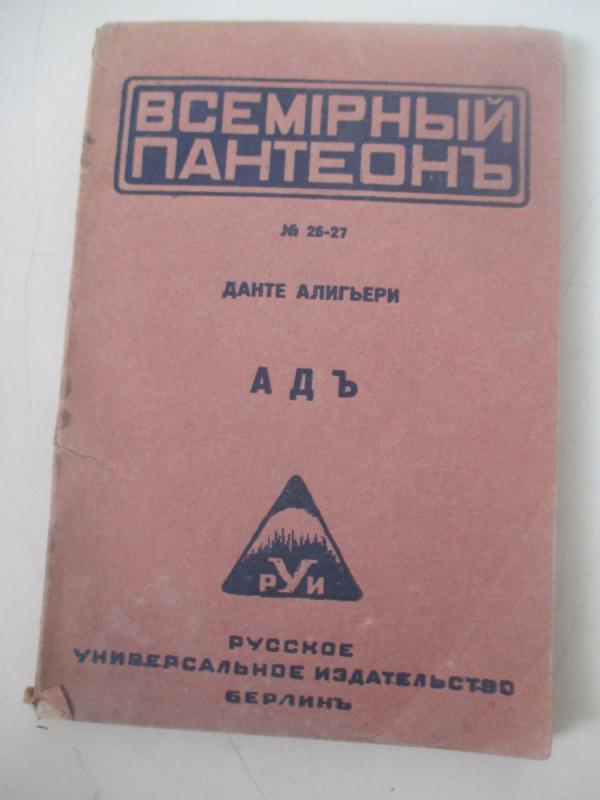 ВСЕМІРНЫЙ
ПАНТЕОНЪ
№ 26-27
ДАНТЕ АЛИГЬЕРИ
АДЪ
РУИ
РУССКОЕ
УНИВЕРСАЛЬНОЕ ИЗДАТЕЛЬСТВО
БЕРЛИНЪ